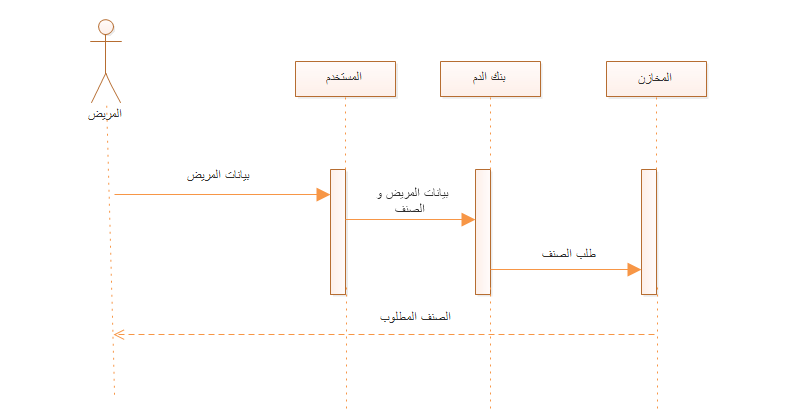 المستخدم
بنك الدم
المخازن
المريض
بيانات المريض
بيانات المريض و
الصنف
طلب الصنف
الصنف المطلوب